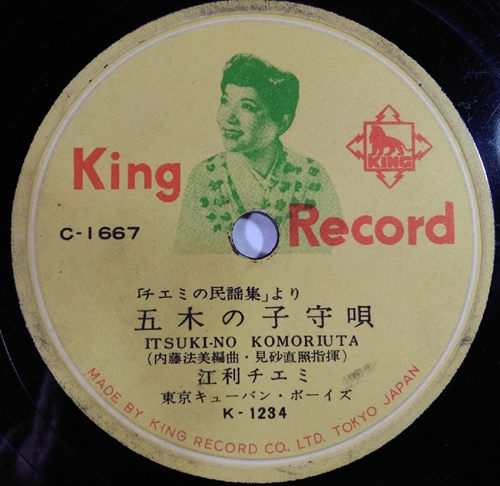 King
KING
Record
C-1667
「チエミの民謡集」より
五木の子守唄
ITSUKI-NO KOMORIUTA
(内藤法美編曲・見砂直照指揮)
江利チエミ
東京キューバン・ボーイズ
K-1234
MADE BY KING RECORD CO., LTD. TOKYO JAPAN